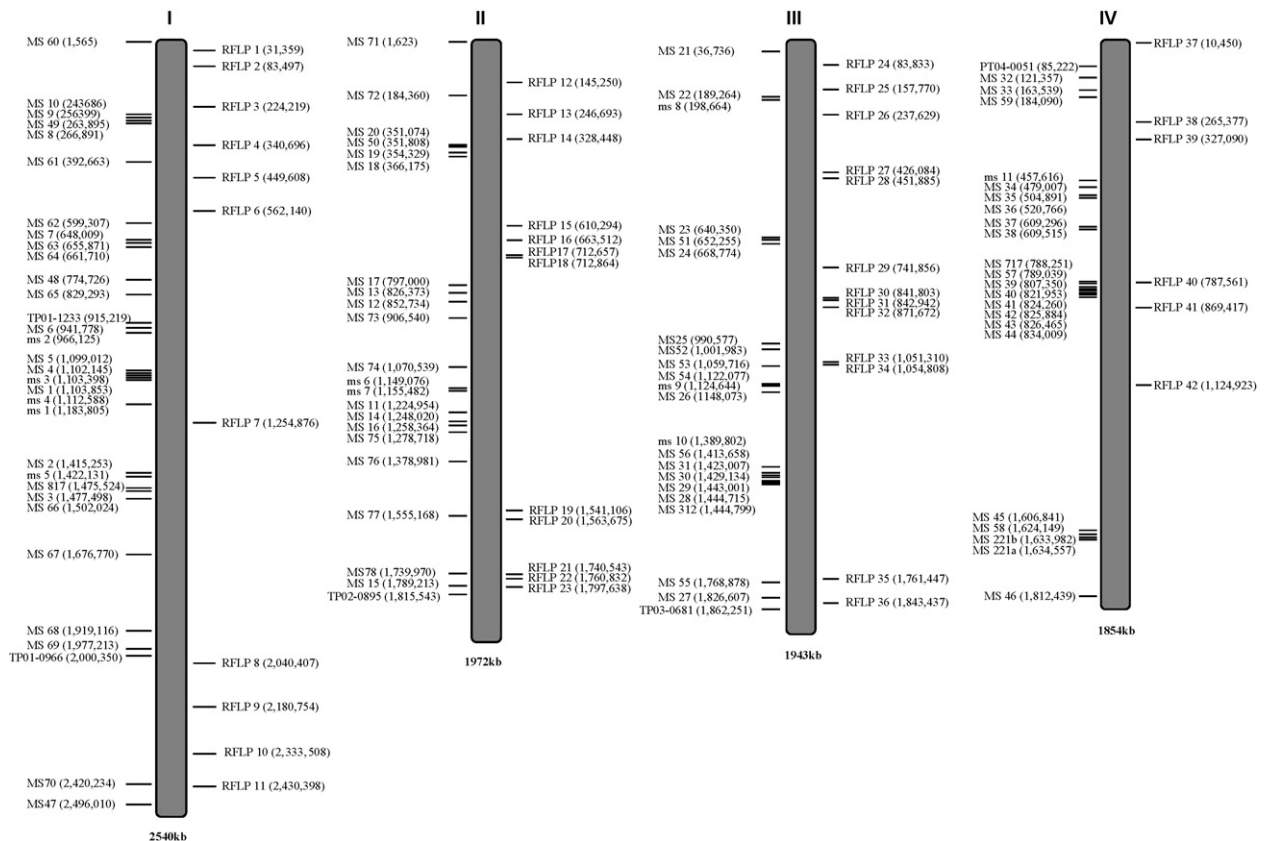 I
MS 60 (1,565)
MS 10 (243686)
MS 9 (256399)
MS 49 (263,895)
MS 8 (266,891)
MS 61 (392,663)
MS 62 (599,307)
MS 7 (648,009)
MS 63 (655,871)
MS 64 (661,710)
MS 48 (774,726)
MS 65 (829,293)
TP01-1233 (915,219)
MS 6 (941,778)
ms 2 (966,125)
MS 5 (1,099,012)
MS 4 (1,102,145)
ms 3 (1,103,398)
MS 1 (1,103,853)
ms 4 (1,112,588)
ms 1 (1,183,805)
MS 2 (1,415,253)
ms 5 (1,422,131)
MS 817 (1,475,524)
MS 3 (1,477,498)
MS 66 (1,502,024)
MS 67 (1,676,770)
MS 68 (1,919,116)
MS 69 (1,977,213)
TP01-0966 (2,000,350)
MS70 (2,420,234)
MS47 (2,496,010)
RFLP 1 (31,359)
RFLP 2 (83,497)
RFLP 3 (224,219)
RFLP 4 (340,696)
RFLP 5 (449,608)
RFLP 6 (562,140)
RFLP 7 (1,254,876)
RFLP 8 (2,040,407)
RFLP 9 (2,180,754)
RFLP 10 (2,333,508)
RFLP 11 (2,430,398)
2540kb
II
MS 71 (1,623)
MS 72 (184,360)
MS 20 (351,074)
MS 50 (351,808)
MS 19 (354,329)
MS 18 (366,175)
MS 17 (797,000)
MS 13 (826,373)
MS 12 (852,734)
MS 73 (906,540)
MS 74 (1,070,539)
ms 6 (1,149,076)
ms 7 (1,155,482)
MS 11 (1,224,954)
MS 14 (1,248,020)
MS 16 (1,258,364)
MS 75 (1,278,718)
MS 76 (1,378,981)
MS 77 (1,555,168)
MS78 (1,739,970)
MS 15 (1,789,213)
TP02-0895 (1,815,543)
RFLP 12 (145,250)
RFLP 13 (246,693)
RFLP 14 (328,448)
RFLP 15 (610,294)
RFLP 16 (663,512)
RFLP17 (712,657)
RFLP18 (712,864)
RFLP 19 (1,541,106)
RFLP 20 (1,563,675)
RFLP 21 (1,740,543)
RFLP 22 (1,760,832)
RFLP 23 (1,797,638)
1972kb
III
MS 21 (36,736)
MS 22 (189,264)
ms 8 (198,664)
MS 23 (640,350)
MS 51 (652,255)
MS 24 (668,774)
MS25 (990,577)
MS52 (1,001,983)
MS 53 (1,059,716)
MS 54 (1,122,077)
ms 9 (1,124,644)
MS 26 (1148,073)
ms 10 (1,389,802)
MS 56 (1,413,658)
MS 31 (1,423,007)
MS 30 (1,429,134)
MS 29 (1,443,001)
MS 28 (1,444,715)
MS 312 (1,444,799)
MS 55 (1,768,878)
MS 27 (1,826,607)
TP03-0681 (1,862,251)
RFLP 24 (83,833)
RFLP 25 (157,770)
RFLP 26 (237,629)
RFLP 27 (426,084)
RFLP 28 (451,885)
RFLP 29 (741,856)
RFLP 30 (841,803)
RFLP 31 (842,942)
RFLP 32 (871,672)
RFLP 33 (1,051,310)
RFLP 34 (1,054,808)
RFLP 35 (1,761,447)
RFLP 36 (1,843,437)
1943kb
IV
PT04-0051 (85,222)
MS 32 (121,357)
MS 33 (163,539)
MS 59 (184,090)
ms 11 (457,616)
MS 34 (479,007)
MS 35 (504,891)
MS 36 (520,766)
MS 37 (609,296)
MS 38 (609,515)
MS 717 (788,251)
MS 57 (789,039)
MS 39 (807,350)
MS 40 (821,953)
MS 41 (824,260)
MS 42 (825,884)
MS 43 (826,465)
MS 44 (834,009)
MS 45 (1,606,841)
MS 58 (1,624,149)
MS 221b (1,633,982)
MS 221a (1,634,557)
MS 46 (1,812,439)
RFLP 37 (10,450)
RFLP 38 (265,377)
RFLP 39 (327,090)
RFLP 40 (787,561)
RFLP 41 (869,417)
RFLP 42 (1,124,923)
1854kb